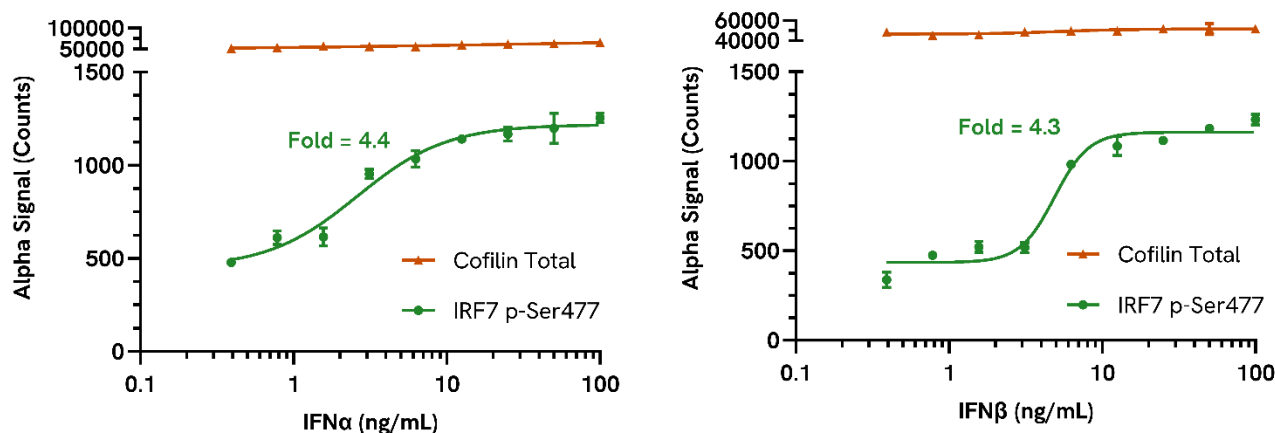 100000
50000
1500
1000
500
0
Alpha Signal (Counts)
Fold = 4.4
Cofilin Total
IRF7 p-Ser477
0.1
1
10
100
IFNα (ng/mL)
60000
40000
1500
1000
500
0
Alpha Signal (Counts)
Fold = 4.3
Cofilin Total
IRF7 p-Ser477
0.1
1
10
100
IFNβ (ng/mL)